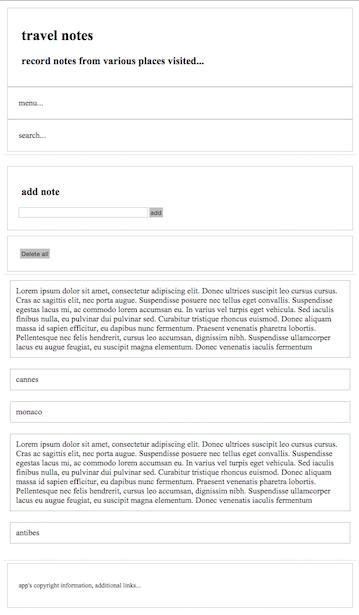 travel notes
record notes from various places visited...
menu...
search...
add note
add
Delete all
Lorem ipsum dolor sit amet, consectetur adipiscing elit. Donec ultrices suscipit leo cursus cursus.
Cras ac sagittis elit, nec porta augue. Suspendisse posuere nec tellus eget convallis. Suspendisse
egestas lacus mi, ac commodo lorem accumsan eu. In varius vel turpis eget vehicula. Sed iaculis
finibus nulla, eu pulvinar dui pulvinar sed. Curabitur tristique rhoncus euismod. Donec aliquam
massa id sapien efficitur, eu dapibus nunc fermentum. Praesent venenatis pharetra lobortis.
Pellentesque nec felis hendrerit, cursus leo accumsan, dignissim nibh. Suspendisse ullamcorper
lacus eu augue feugiat, eu suscipit magna elementum. Donec venenatis iaculis fermentum
cannes
monaco
Lorem ipsum dolor sit amet, consectetur adipiscing elit. Donec ultrices suscipit leo cursus cursus.
Cras ac sagittis elit, nec porta augue. Suspendisse posuere nec tellus eget convallis. Suspendisse
egestas lacus mi, ac commodo lorem accumsan eu. In varius vel turpis eget vehicula. Sed iaculis
finibus nulla, eu pulvinar dui pulvinar sed. Curabitur tristique rhoncus euismod. Donec aliquam
massa id sapien efficitur, eu dapibus nunc fermentum. Praesent venenatis pharetra lobortis.
Pellentesque nec felis hendrerit, cursus leo accumsan, dignissim nibh. Suspendisse ullamcorper
lacus eu augue feugiat, eu suscipit magna elementum. Donec venenatis iaculis fermentum
antibes
app's copyright information, additional links...